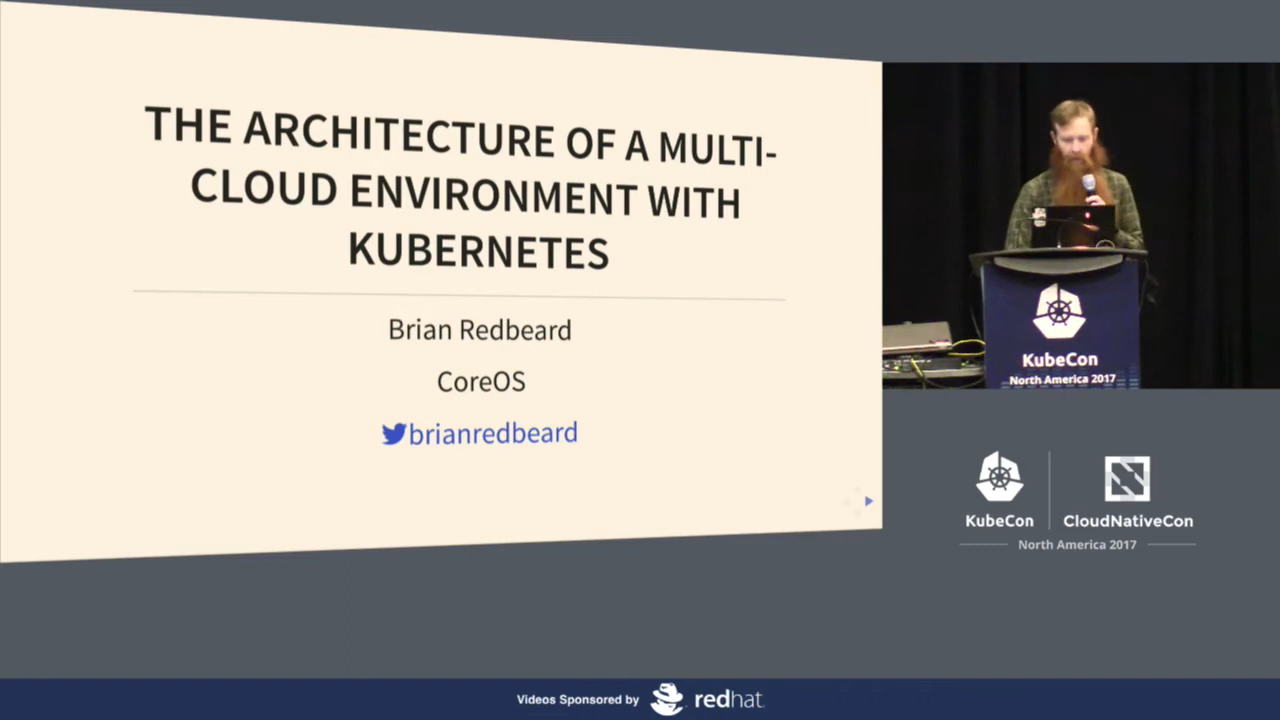 THE ARCHITECTURE OF A MULTI-
CLOUD ENVIRONMENT WITH
KUBERNETES
Brian Redbeard
CoreOS
brianredbeard
KubeCon
North America 2017
KubeCon
CloudNativeCon
North America 2017
Videos Sponsored by
redhat.